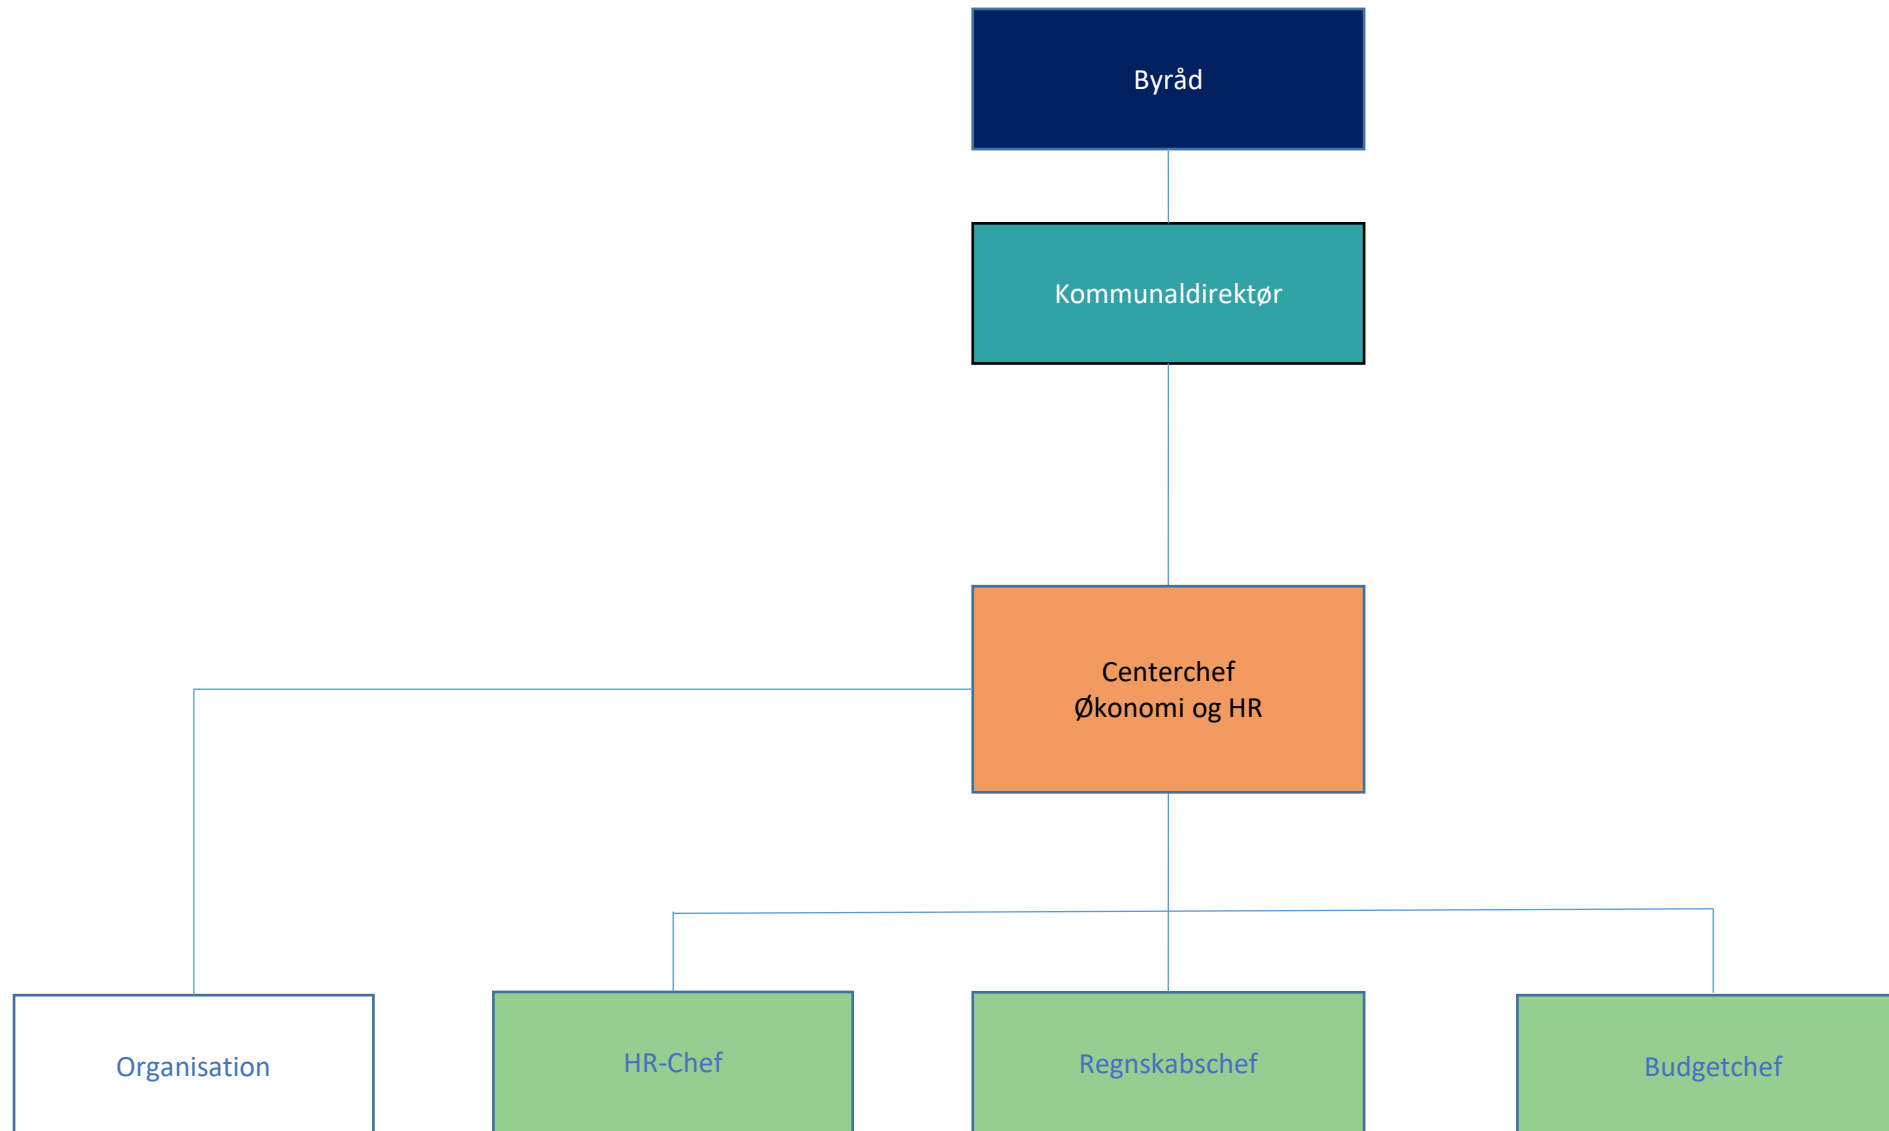 Byråd
Kommunaldirektør
Centerchef
Økonomi og HR
Organisation
HR-Chef
Regnskabschef
Budgetchef